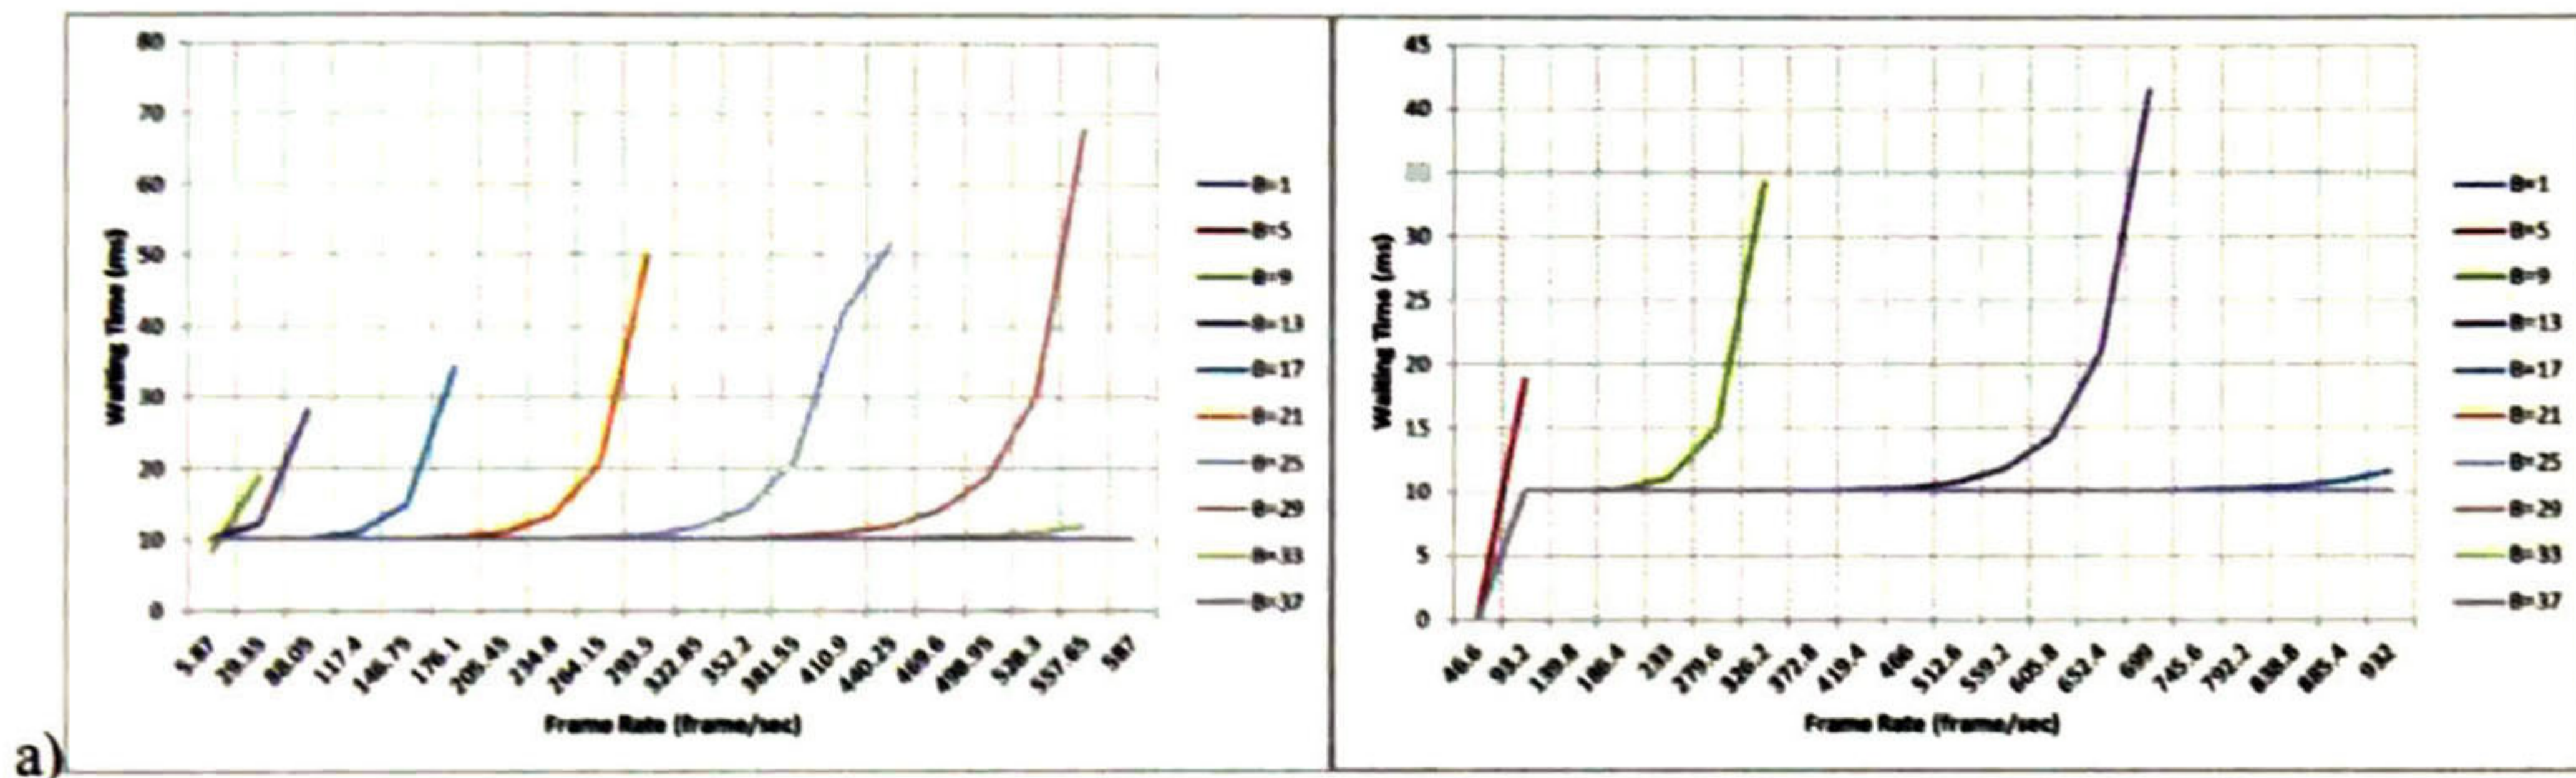 80
70
60
50
40
30
20
10
0
Waiting Time (ms)
5.87 29.35 88.05 117.4 146.75 176.1 205.45 234.8 264.15 293.5 322.85 352.2 381.55 410.9 440.25 469.6 498.95 528.3 557.65 587
Frame Rate (frame/sec)
B=1
B=5
B=9
B=13
B=17
B=21
B=25
B=29
B=33
B=37
45
40
35
30
25
20
15
10
5
0
Waiting Time (ms)
46.6 93.2 139.8 186.4 233 279.6 326.2 372.8 419.4 466 512.6 559.2 605.8 652.4 699 745.6 792.2 838.8 885.4 932
Frame Rate (frame/sec)
B=1
B=5
B=9
B=13
B=17
B=21
B=25
B=29
B=33
B=37
a)